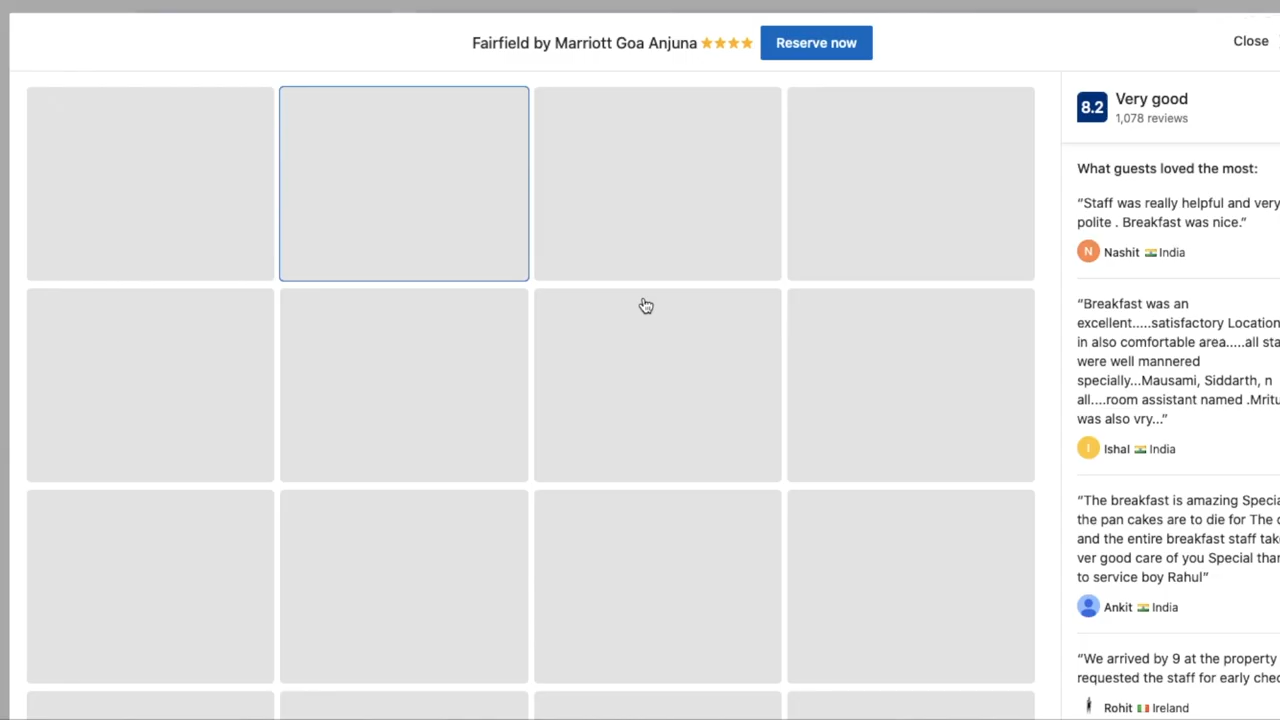 Fairfield by Marriott Goa Anjuna
Reserve now
Close
8.2
Very good
1,078 reviews
What guests loved the most:
“Staff was really helpful and very
polite . Breakfast was nice.”
N
Nashit India
“Breakfast was an
excellent.....satisfactory Location
in also comfortable area.....all sta
were well mannered
specially...Mausami, Siddarth, n
all....room assistant named .Mritu
was also vry...”
I
Ishal India
“The breakfast is amazing Specia
the pan cakes are to die for The c
and the entire breakfast staff tak
ver good care of you Special than
to service boy Rahul”
Ankit India
“We arrived by 9 at the property
requested the staff for early chec
Rohit Ireland